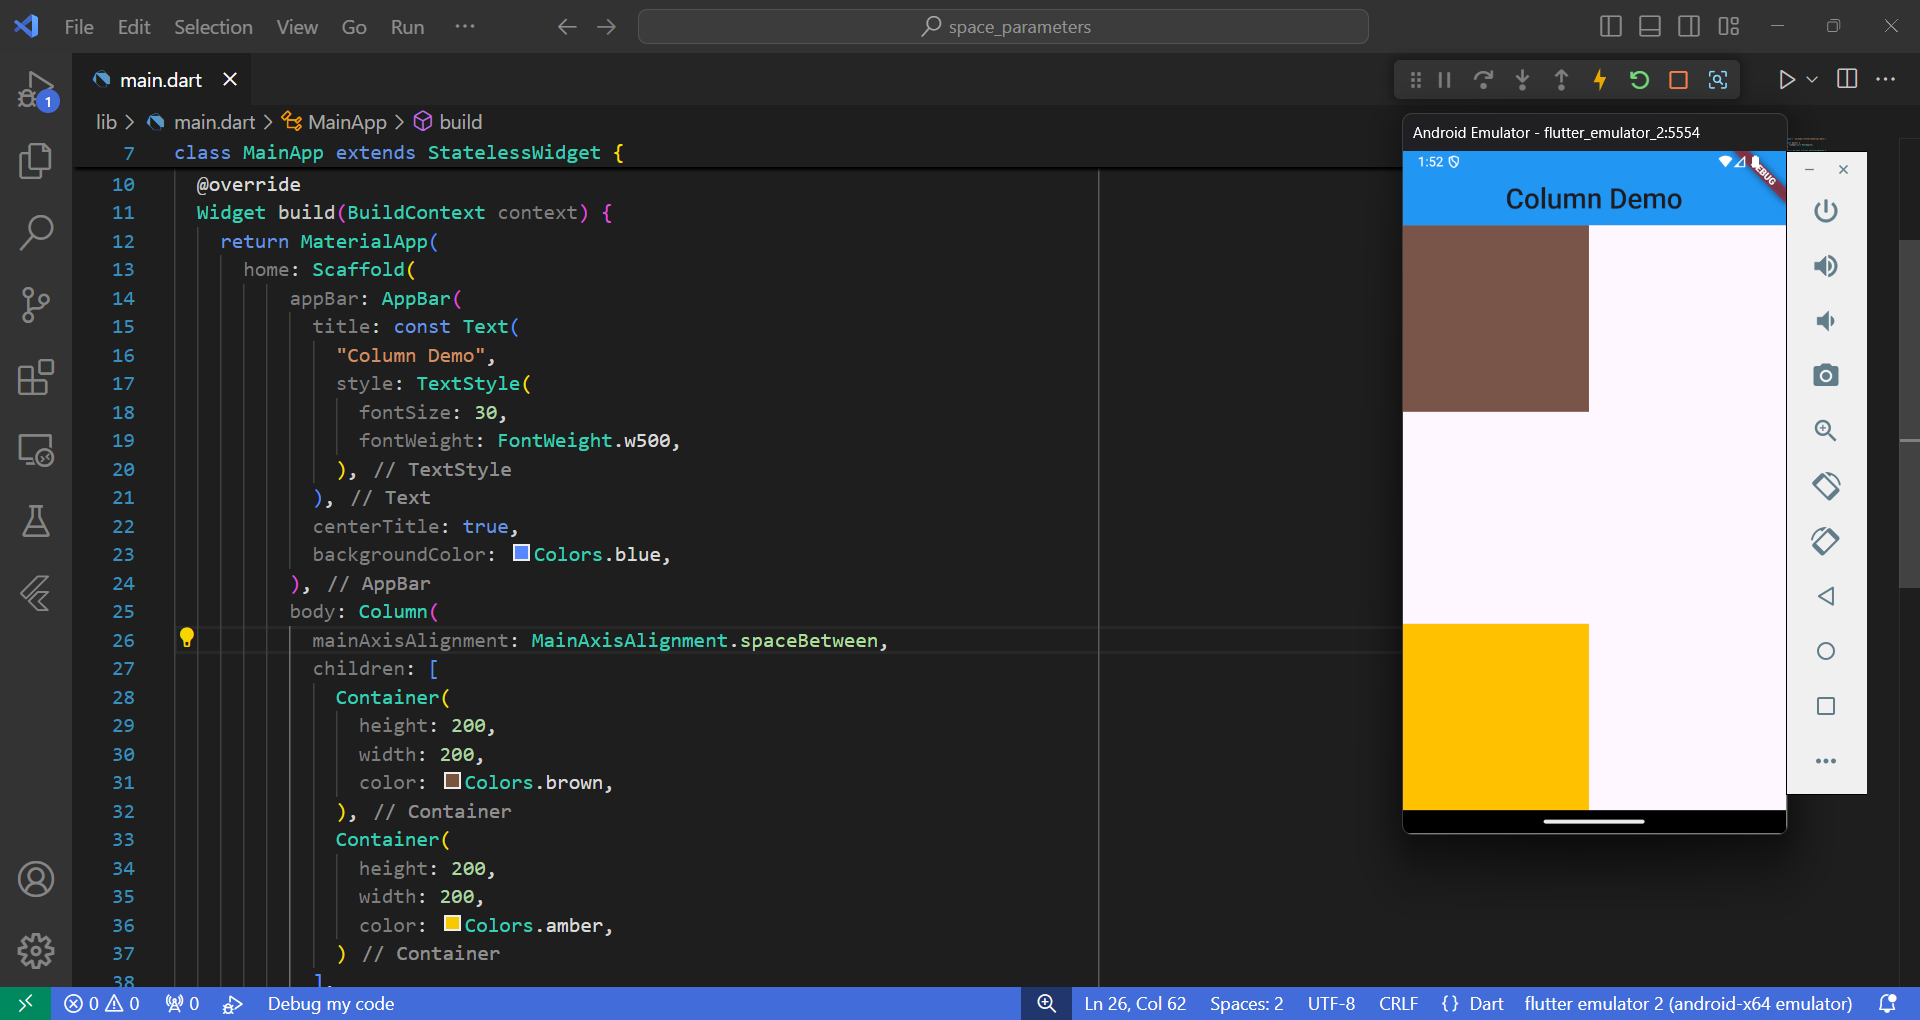 File Edit Selection View Go Run ···
space_parameters
main.dart
1
lib > main.dart > MainApp > build
7 class MainApp extends StatelessWidget {
10 @override
11 Widget build(BuildContext context) {
12 return MaterialApp(
13 home: Scaffold(
14 appBar: AppBar(
15 title: const Text(
16 "Column Demo",
17 style: TextStyle(
18 fontSize: 30,
19 fontWeight: FontWeight.w500,
20 ), // TextStyle
21 ), // Text
22 centerTitle: true,
23 backgroundColor: Colors.blue,
24 ), // AppBar
25 body: Column(
26 mainAxisAlignment: MainAxisAlignment.spaceBetween,
27 children: [
28 Container(
29 height: 200,
30 width: 200,
31 color: Colors.brown,
32 ), // Container
33 Container(
34 height: 200,
35 width: 200,
36 color: Colors.amber,
37 ) // Container
38 ],
Android Emulator - flutter_emulator_2:5554
1:52
Column Demo
0 0 0 Debug my code
Ln 26, Col 62 Spaces: 2 UTF-8 CRLF {} Dart flutter emulator 2 (android-x64 emulator)